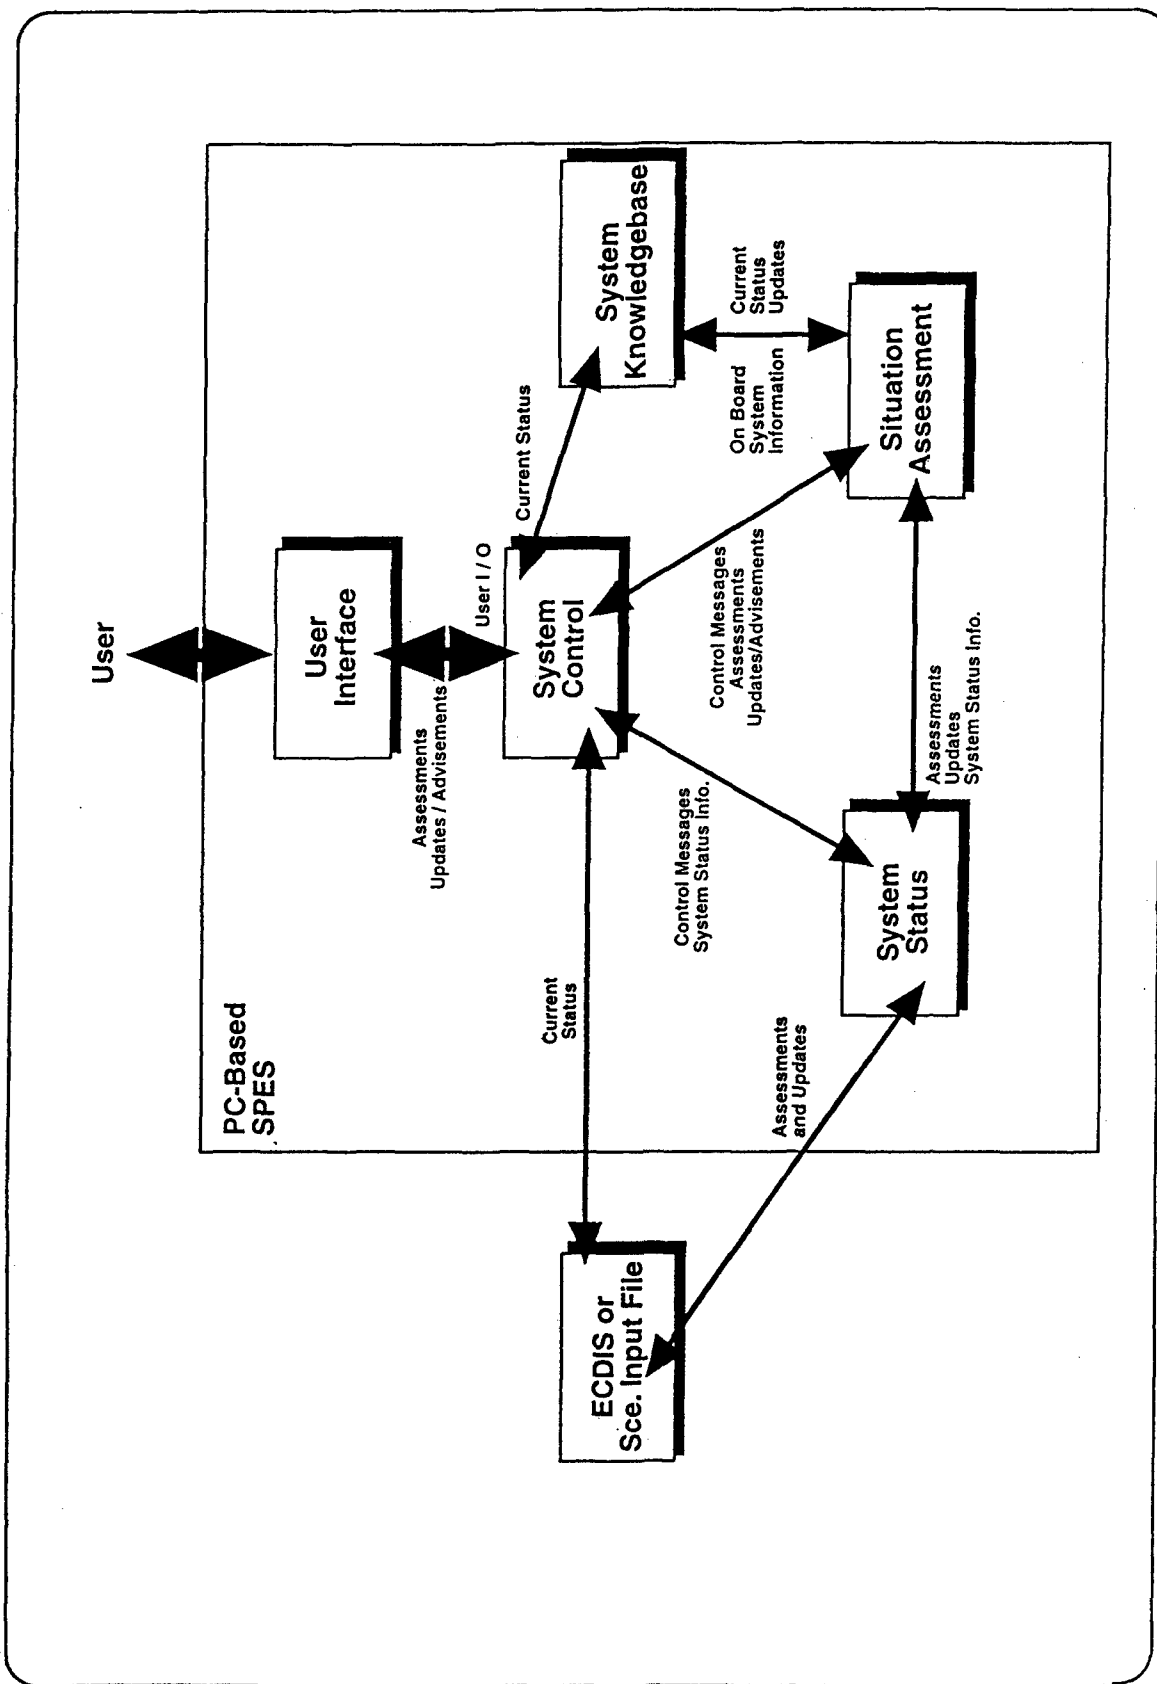 User
PC-Based
SPES
User
Interface
Assessments
Updates / Advisements
User I / O
System
Control
Current Status
System
Knowledgebase
ECDIS or
Sce. Input File
Current
Status
Control Messages
System Status Info.
Control Messages
Assessments
Updates/Advisements
On Board
System
Information
Current
Status
Updates
Assessments
and Updates
System
Status
Assessments
Updates
System Status Info.
Situation
Assessment